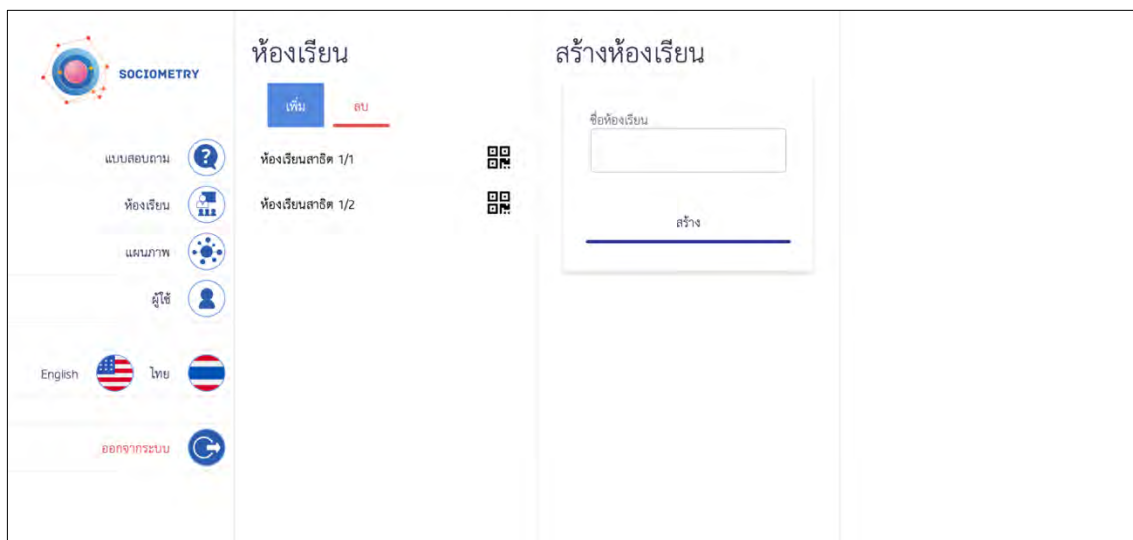 SOCIOMETRY
แบบสอบถาม
ห้องเรียน
แผนภาพ
ผู้ใช้
English ไทย
ออกจากระบบ
ห้องเรียน
เพิ่ม ลบ
ห้องเรียนสาธิต 1/1
ห้องเรียนสาธิต 1/2
สร้างห้องเรียน
ชื่อห้องเรียน
สร้าง